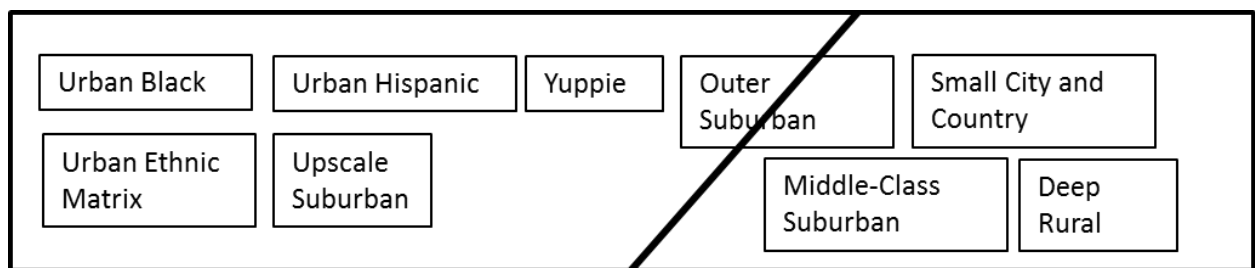 Urban Black
Urban Hispanic
Yuppie
Outer
Suburban
Small City and
Country
Urban Ethnic
Matrix
Upscale
Suburban
Middle-Class
Suburban
Deep
Rural